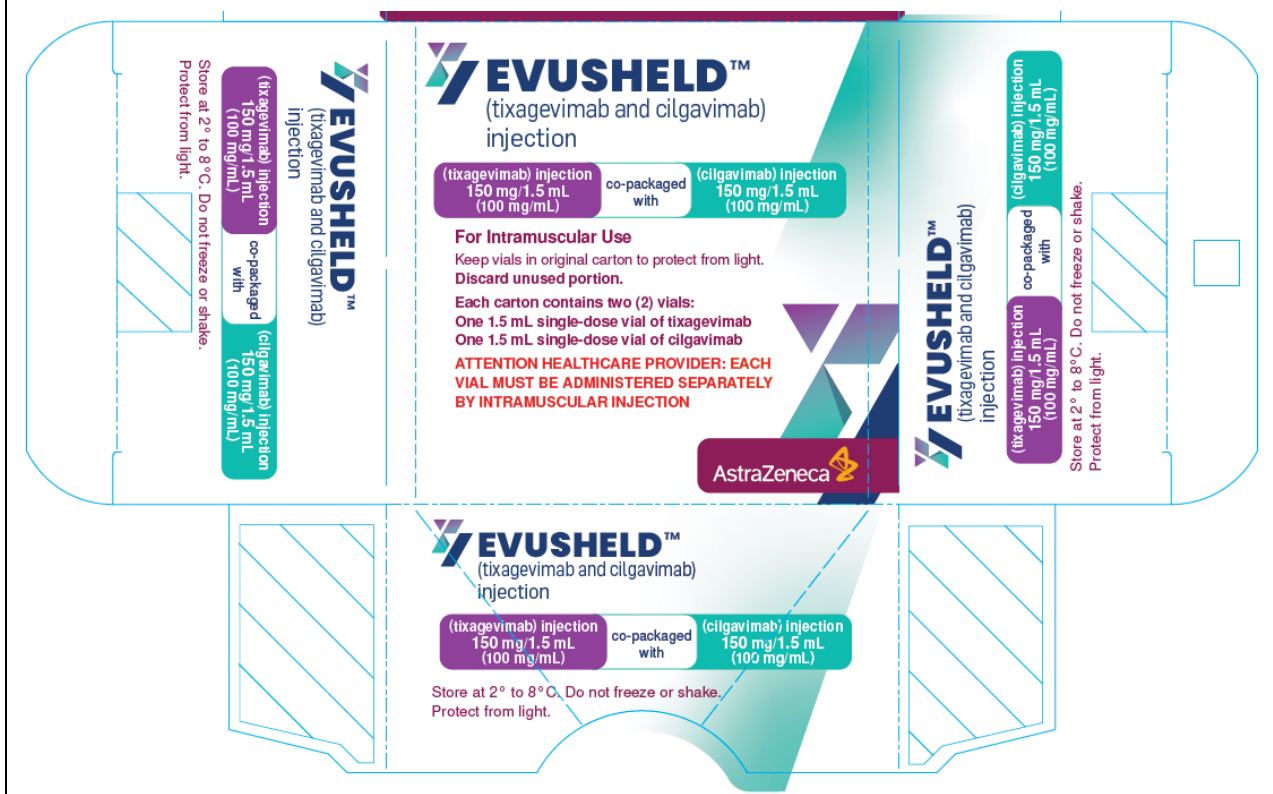 EVUSHELD™
(tixagevimab and cilgavimab)
injection
(tixagevimab) injection
150 mg/1.5 mL
(100 mg/mL)
co-packaged
with
(cilgavimab) injection
150 mg/1.5 mL
(100 mg/mL)
Store at 2° to 8°C. Do not freeze or shake.
Protect from light.
EVUSHELD™
(tixagevimab and cilgavimab)
injection
(tixagevimab) injection
150 mg/1.5 mL
(100 mg/mL)
co-packaged
with
(cilgavimab) injection
150 mg/1.5 mL
(100 mg/mL)
For Intramuscular Use
Keep vials in original carton to protect from light.
Discard unused portion.
Each carton contains two (2) vials:
One 1.5 mL single-dose vial of tixagevimab
One 1.5 mL single-dose vial of cilgavimab
ATTENTION HEALTHCARE PROVIDER: EACH
VIAL MUST BE ADMINISTERED SEPARATELY
BY INTRAMUSCULAR INJECTION
AstraZeneca
EVUSHELD™
(tixagevimab and cilgavimab)
injection
(tixagevimab) injection
150 mg/1.5 mL
(100 mg/mL)
co-packaged
with
(cilgavimab) injection
150 mg/1.5 mL
(100 mg/mL)
Store at 2° to 8°C. Do not freeze or shake.
Protect from light.
EVUSHELD™
(tixagevimab and cilgavimab)
injection
(tixagevimab) injection
150 mg/1.5 mL
(100 mg/mL)
co-packaged
with
(cilgavimab) injection
150 mg/1.5 mL
(100 mg/mL)
Store at 2° to 8°C. Do not freeze or shake.
Protect from light.